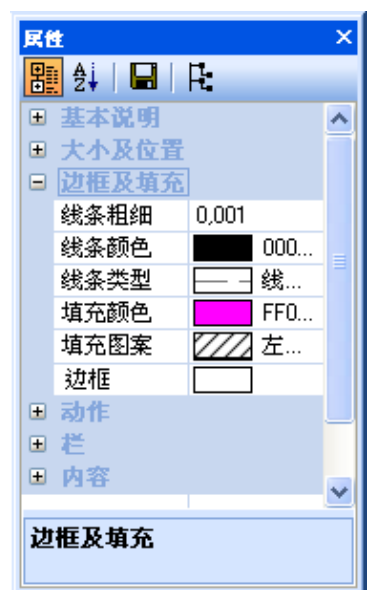 属性
基本说明
大小及位置
边框及填充
线条粗细 0,001
线条颜色 000...
线条类型 线...
填充颜色 FF0...
填充图案 左...
边框
动作
栏
内容
边框及填充